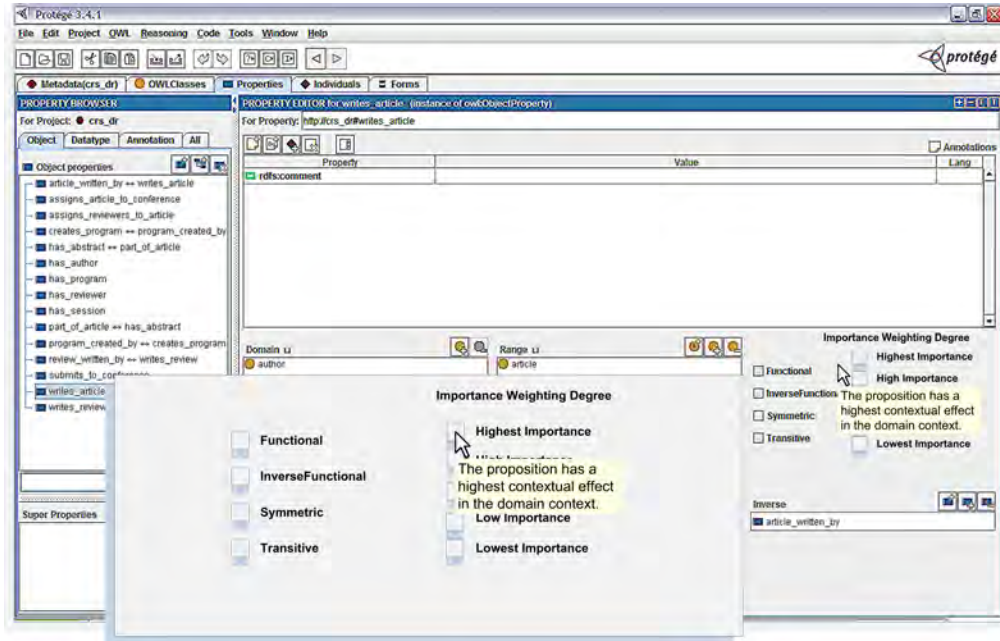 Protégé 3.4.1
File Edit Project OWL Reasoning Code Tools Window Help
protégé
Metadata(crs_dr) OWLClasses Properties Individuals Forms
PROPERTY BROWSER
For Project: crs_dr
Object Datatype Annotation All
Object properties
article_written_by ↔ writes_article
assigns_article_to_conference
assigns_reviewers_to_article
creates_program ↔ program_created_by
has_abstract ↔ part_of_article
has_author
has_program
has_reviewer
has_session
part_of_article ↔ has_abstract
program_created_by ↔ creates_program
review_written_by ↔ writes_review
submits_to_conference
writes_article
writes_review
Super Properties
PROPERTY EDITOR for writes_article (instance of owl:ObjectProperty)
For Property: http://crs_dr#writes_article
Annotations
Property Value Lang
rdfs:comment
Domain
author
Range
article
Importance Weighting Degree
Functional
InverseFunction
Symmetric
Transitive
Highest Importance
High Importance
The proposition has a
highest contextual effect
in the domain context.
Lowest Importance
Inverse
article_written_by
Importance Weighting Degree
Functional
InverseFunctional
Symmetric
Transitive
Highest Importance
High Importance
The proposition has a
highest contextual effect
in the domain context.
Low Importance
Lowest Importance